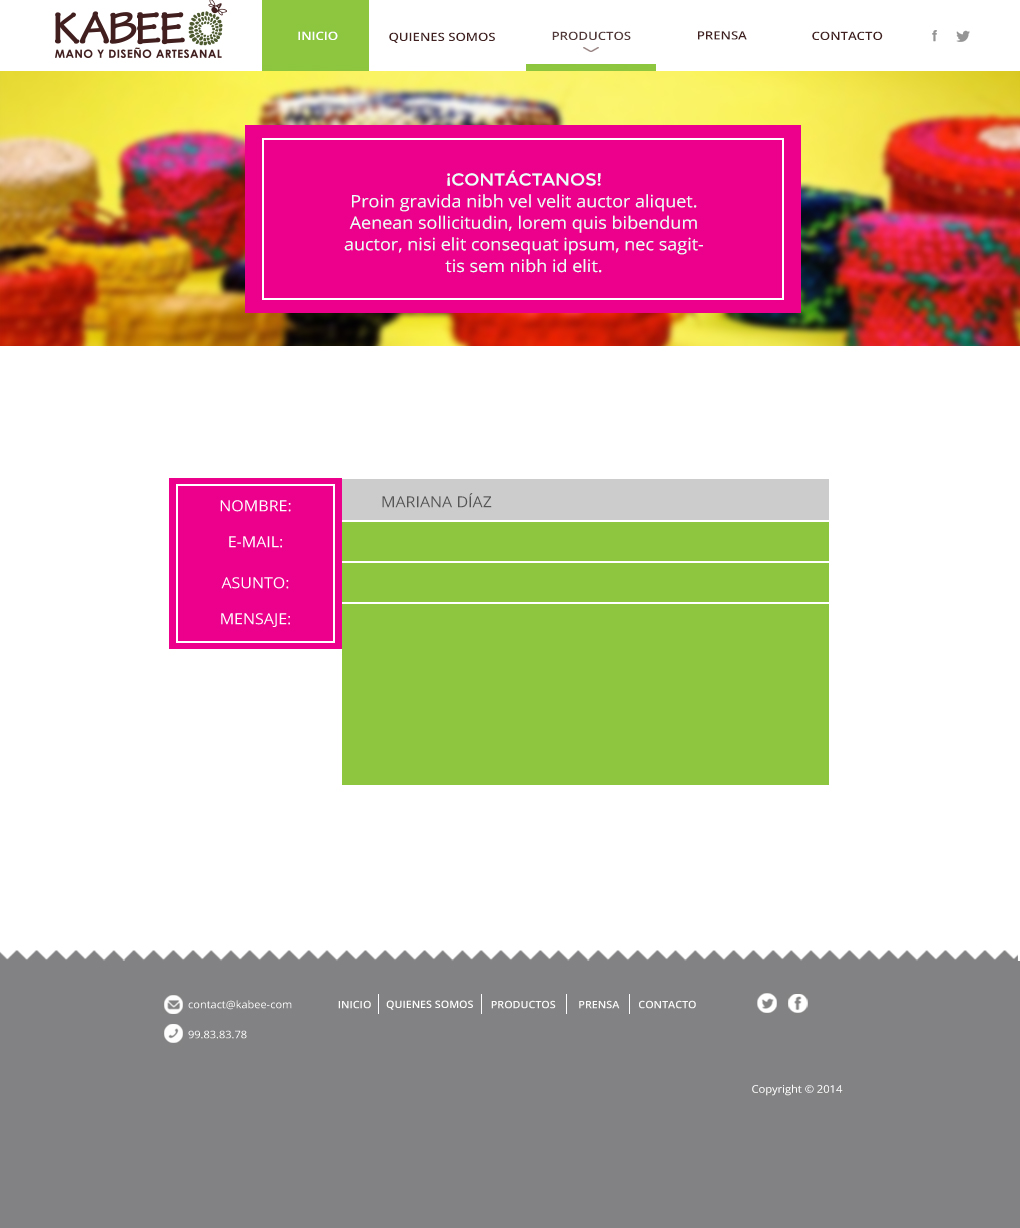 KABEE
MANO Y DISEÑO ARTESANAL
INICIO
QUIENES SOMOS
PRODUCTOS
PRENSA
CONTACTO
f
¡CONTÁCTANOS!
Proin gravida nibh vel velit auctor aliquet.
Aenean sollicitudin, lorem quis bibendum
auctor, nisi elit consequat ipsum, nec sagit-
tis sem nibh id elit.
NOMBRE:
MARIANA DÍAZ
E-MAIL:
ASUNTO:
MENSAJE:
contact@kabee-com
INICIO
QUIENES SOMOS
PRODUCTOS
PRENSA
CONTACTO
f
99.83.83.78
Copyright © 2014